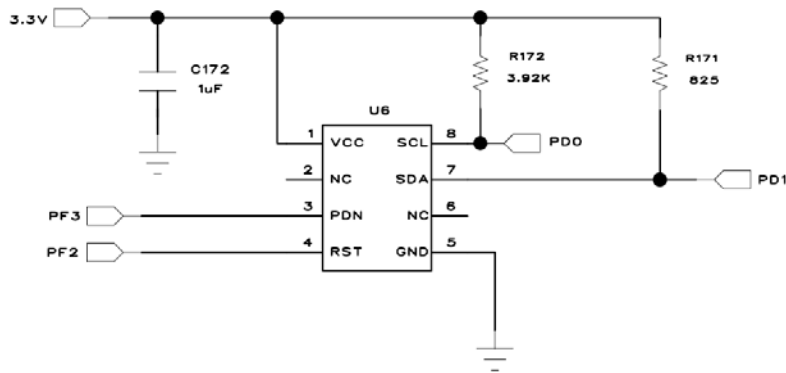 3.3V
C172
1uF
R172
3.92K
R171
825
U6
1
VCC
SCL
8
PD0
2
NC
SDA
7
PD1
PF3
3
PDN
NC
6
PF2
4
RST
GND
5